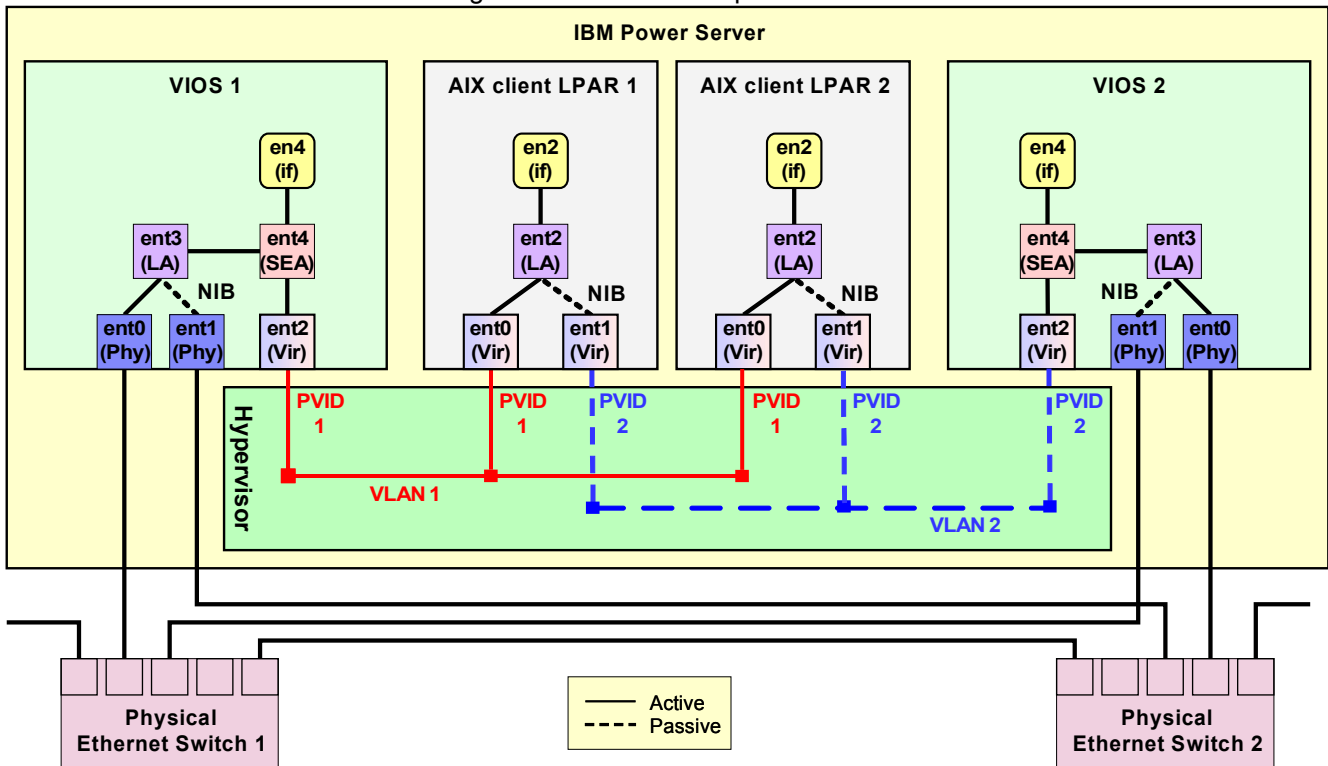 IBM Power Server
VIOS 1
AIX client LPAR 1
AIX client LPAR 2
VIOS 2
en4
(if)
en2
(if)
en2
(if)
en4
(if)
ent3
(LA)
ent4
(SEA)
ent2
(LA)
ent2
(LA)
ent4
(SEA)
ent3
(LA)
NIB
NIB
NIB
NIB
ent0
(Phy)
ent1
(Phy)
ent2
(Vir)
ent0
(Vir)
ent1
(Vir)
ent0
(Vir)
ent1
(Vir)
ent2
(Vir)
ent1
(Phy)
ent0
(Phy)
Hypervisor
PVID
1
PVID
1
PVID
2
PVID
1
PVID
2
PVID
2
VLAN 1
VLAN 2
Physical
Ethernet Switch 1
Active
Passive
Physical
Ethernet Switch 2